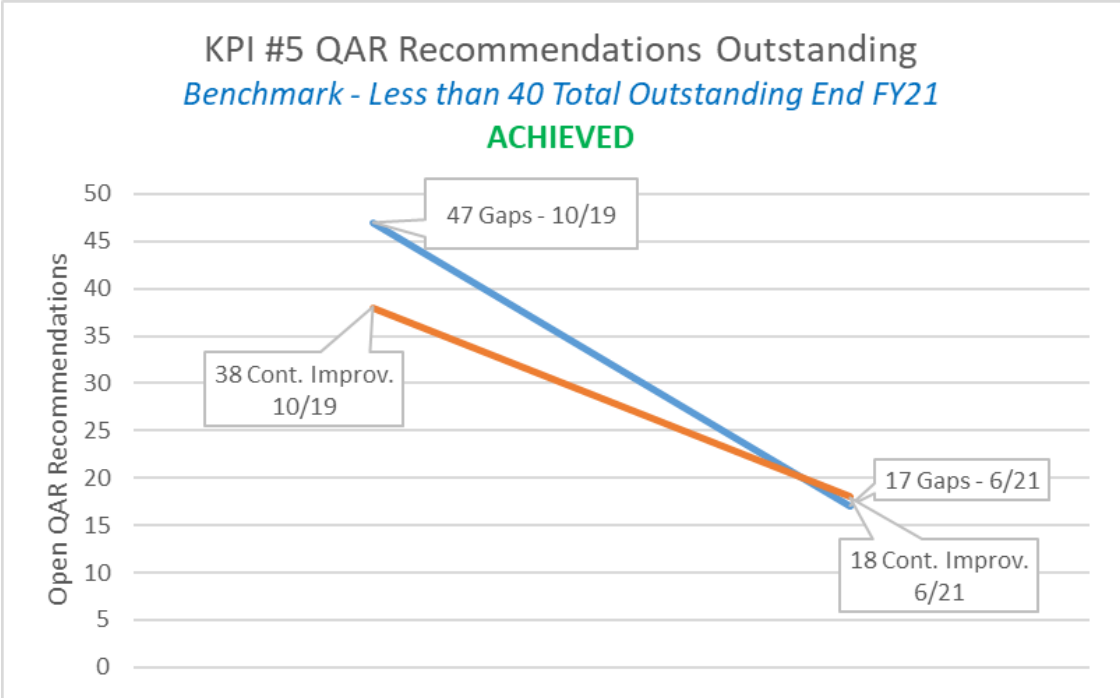 KPI #5 QAR Recommendations Outstanding
Benchmark - Less than 40 Total Outstanding End FY21
ACHIEVED
Open QAR Recommendations
50
45
40
35
30
25
20
15
10
5
0
47 Gaps - 10/19
38 Cont. Improv.
10/19
17 Gaps - 6/21
18 Cont. Improv.
6/21